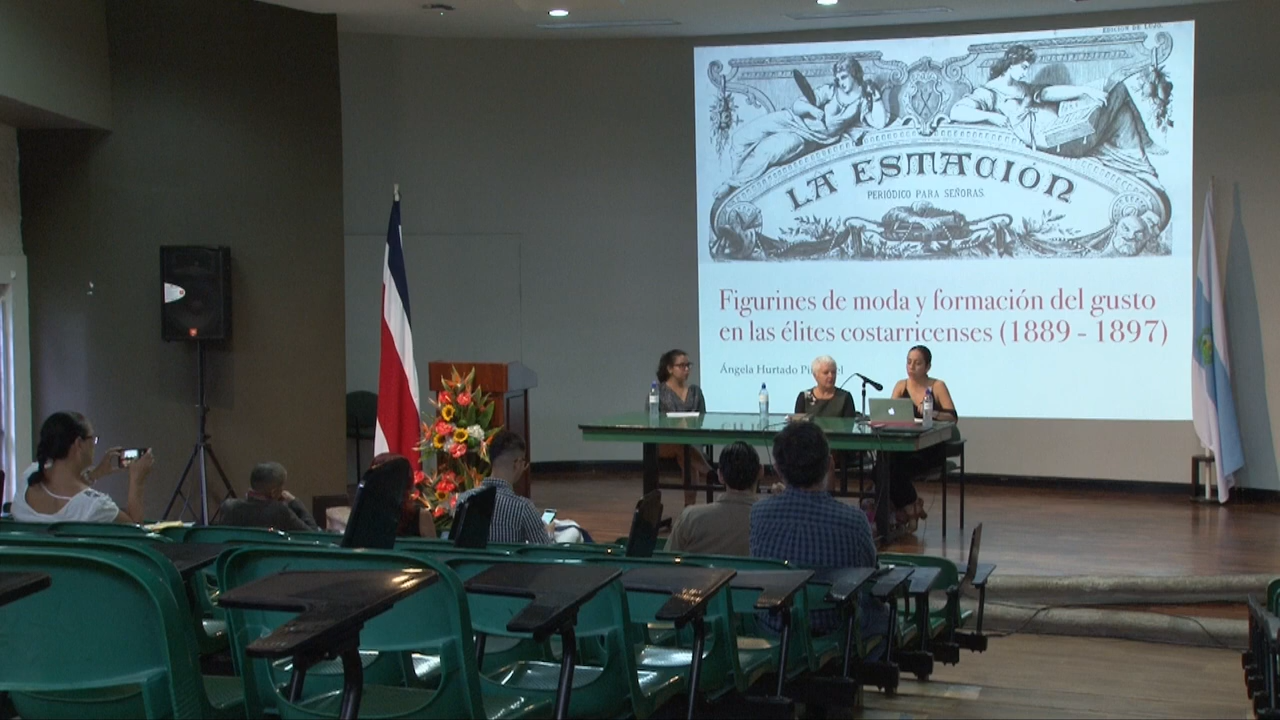 EDICION DE LUJO.
LA ESTACIÓN
PERIÓDICO PARA SEÑORAS.
Figurines de moda y formación del gusto
en las élites costarricenses (1889 - 1897)
Ángela Hurtado